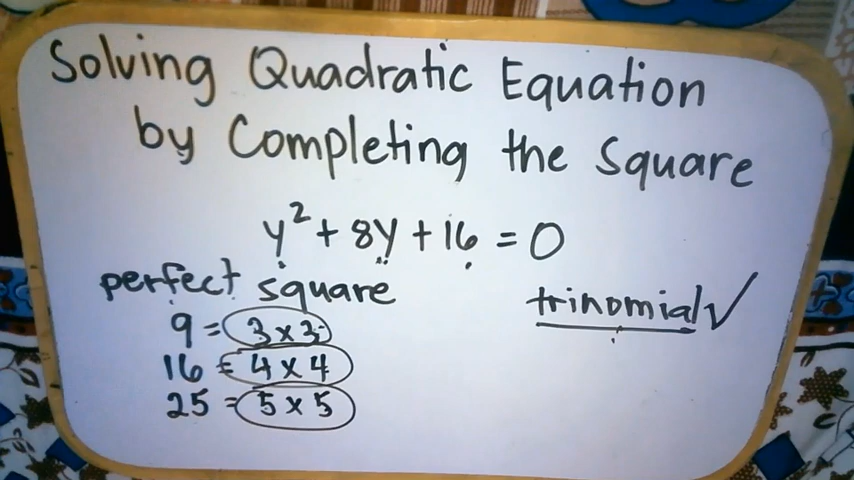 Solving Quadratic Equation
by Completing the Square
y² + 8y + 16 = 0
perfect square
trinomial ✓
9 = 3 x 3
16 = 4 x 4
25 = 5 x 5